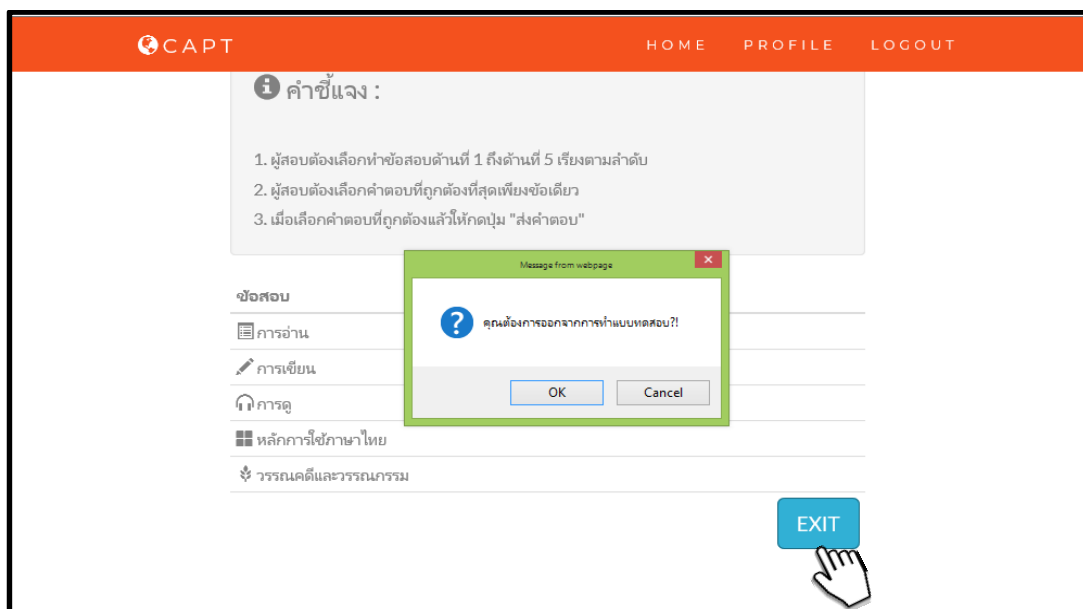 CAPT HOME PROFILE LOGOUT
คำชี้แจง :
1. ผู้สอบต้องเลือกทำข้อสอบด้านที่ 1 ถึงด้านที่ 5 เรียงตามลำดับ
2. ผู้สอบต้องเลือกคำตอบที่ถูกต้องที่สุดเพียงข้อเดียว
3. เมื่อเลือกคำตอบที่ถูกต้องแล้วให้กดปุ่ม "ส่งคำตอบ"
Message from webpage
คุณต้องการออกจากการทำแบบทดสอบ?!
OK Cancel
ข้อสอบ
การอ่าน
การเขียน
การดู
หลักการใช้ภาษาไทย
วรรณคดีและวรรณกรรม
EXIT